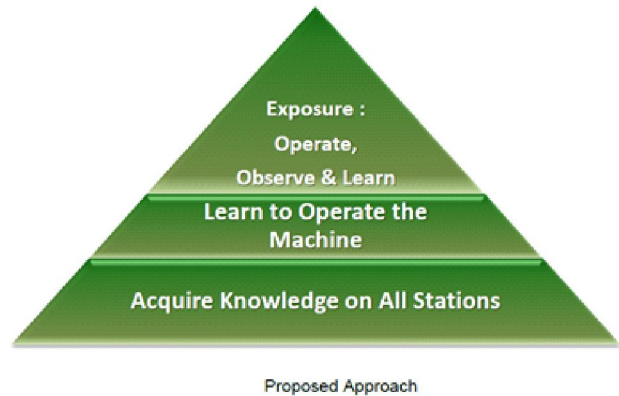 Exposure :
Operate,
Observe & Learn
Learn to Operate the
Machine
Acquire Knowledge on All Stations
Proposed Approach